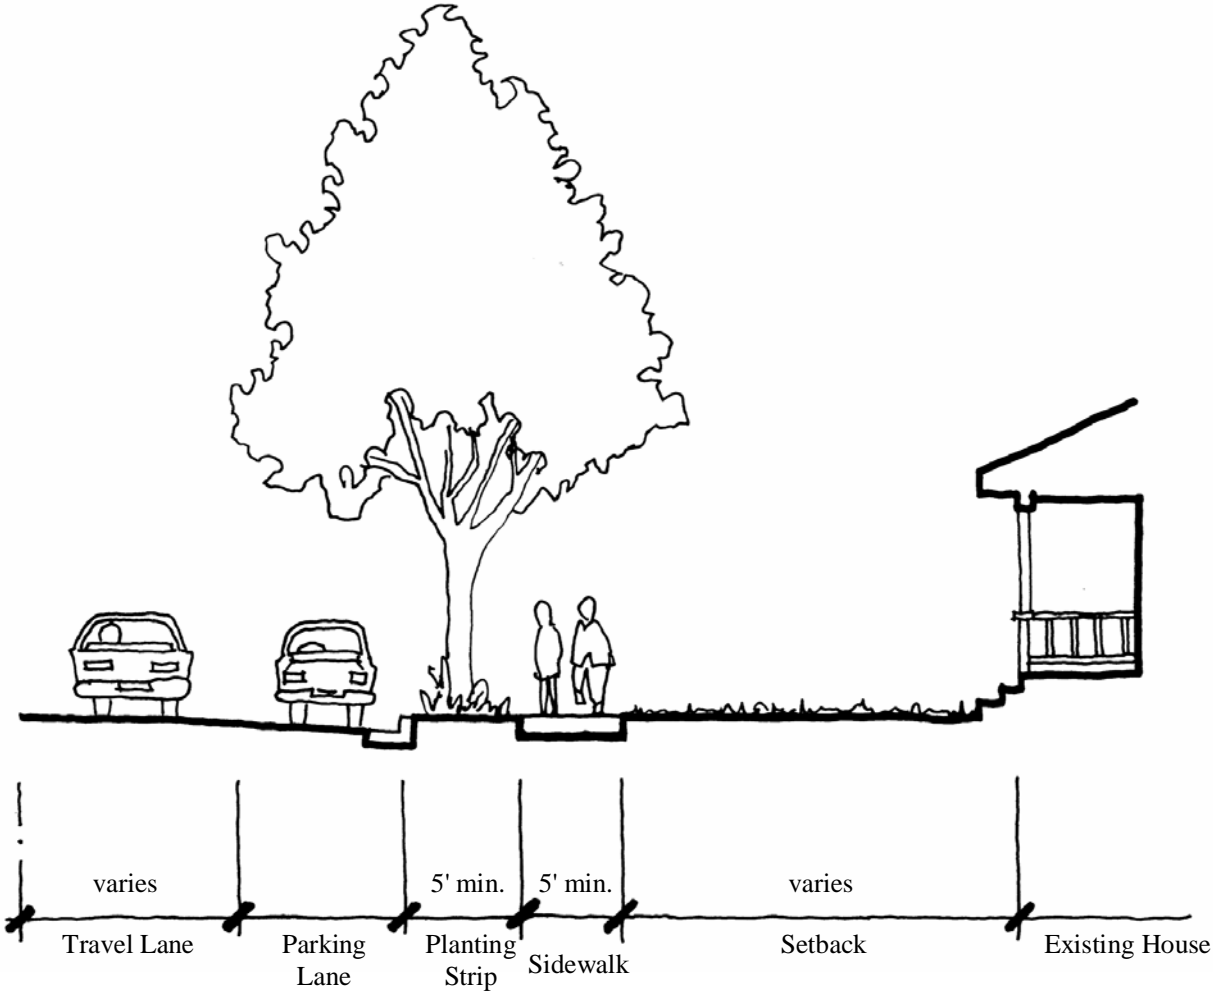 varies
5' min.
5' min.
varies
Travel Lane
Parking
Lane
Planting
Strip
Sidewalk
Setback
Existing House